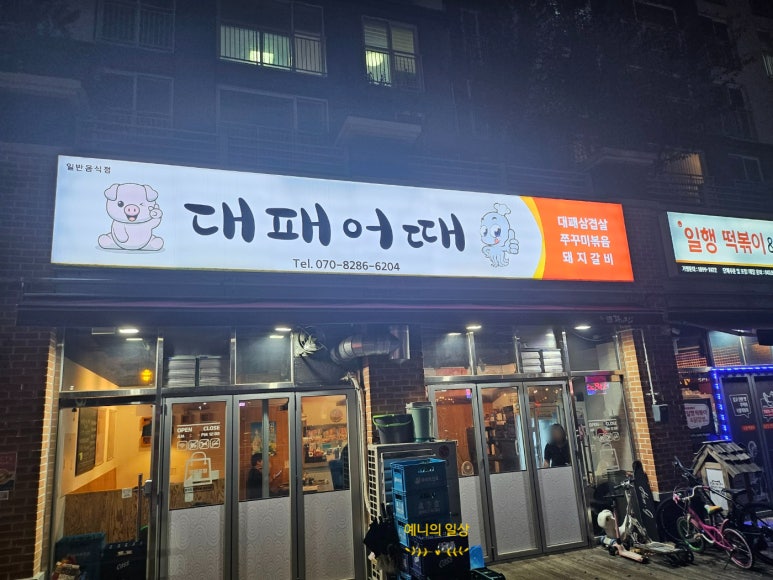 일반음식점
대패어때
Tel. 070-8286-6204
대패삼겹살
쭈꾸미볶음
돼지갈비
일행 떡볶이&
OPEN CLOSE
OPEN CLOSE
예니의 일상